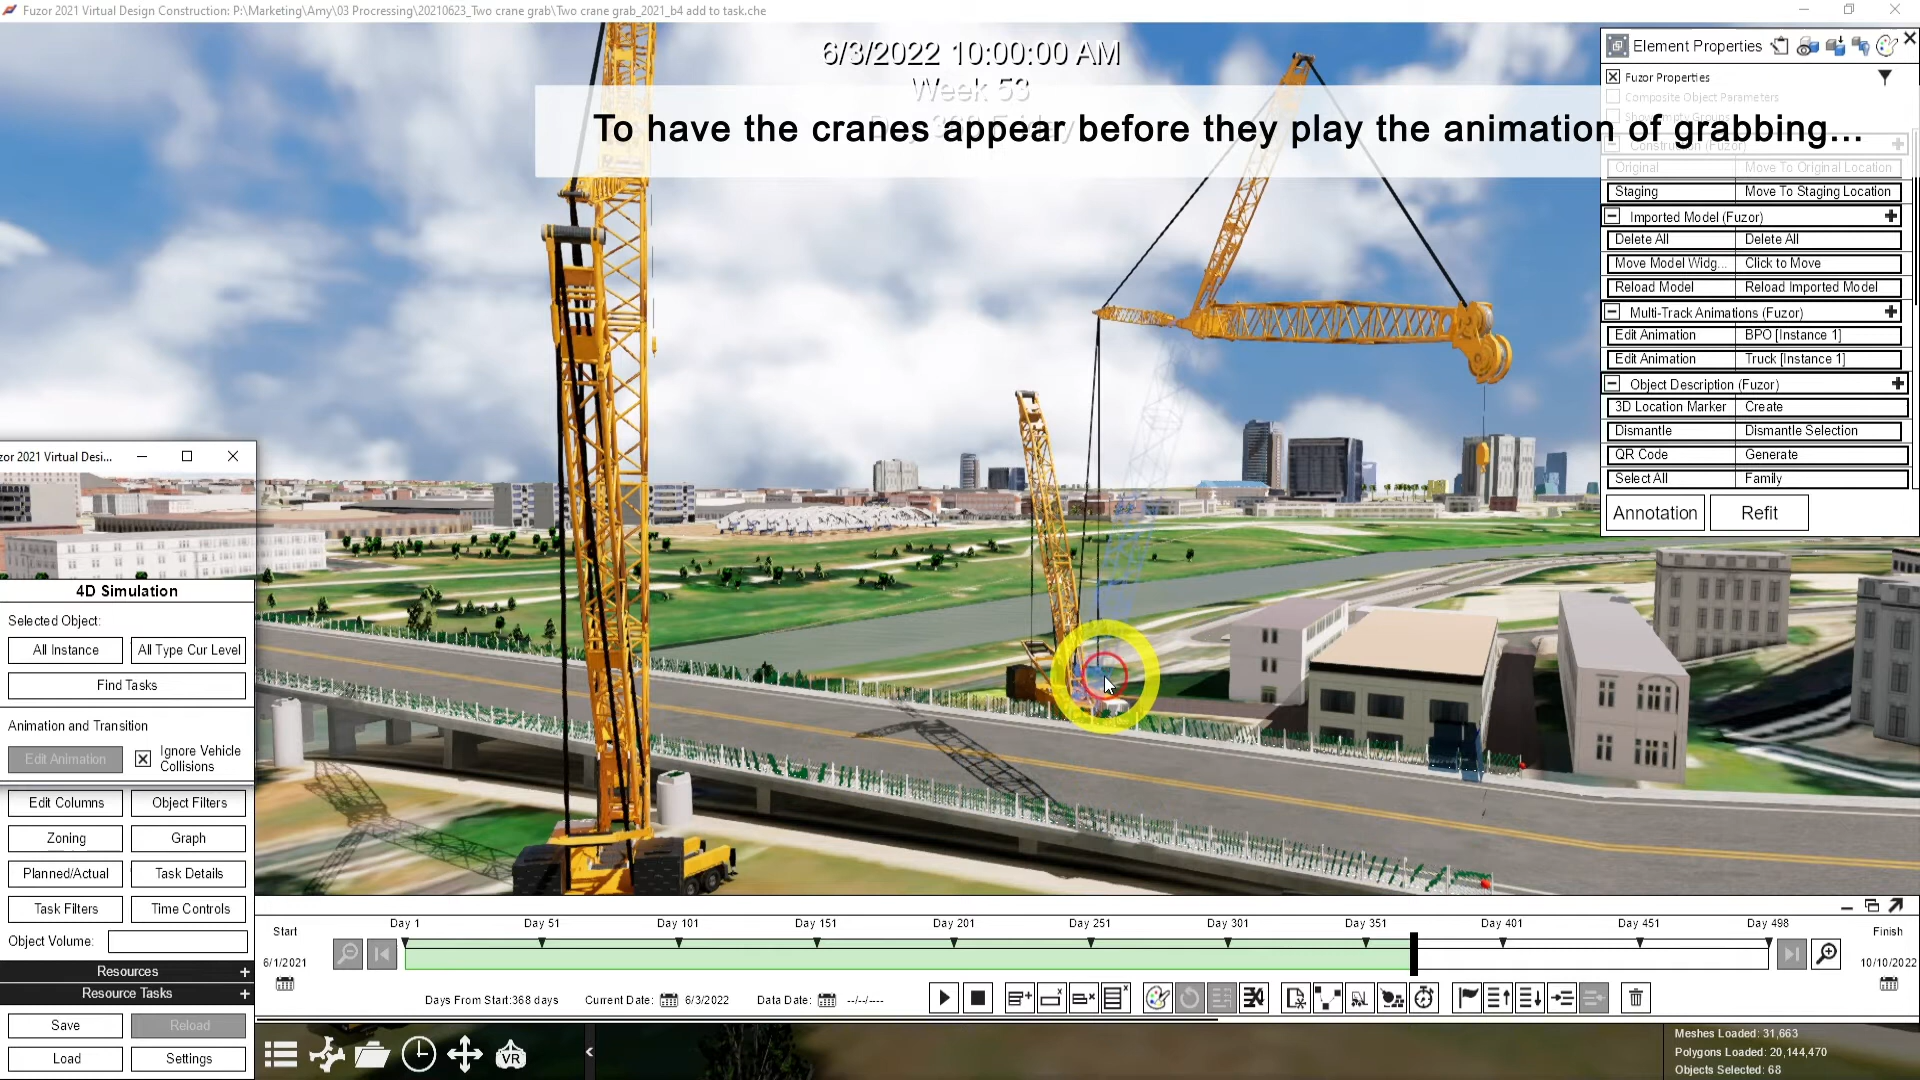 Fuzor 2021 Virtual Design Construction: P:\Marketing\Amy\03 Procressing\20210623_Two crane grab\Two crane grab_2021_b4 add to task.che
6/3/2022 10:00:00 AM
Week 53
To have the cranes appear before they play the animation of grabbing...
Element Properties
Fuzor Properties
Composite Object Parameters
Show Empty Groups
Construction (Fuzor)
Original Move To Original Location
Staging Move To Staging Location
Imported Model (Fuzor)
Delete All Delete All
Move Model Widg... Click to Move
Reload Model Reload Imported Model
Multi-Track Animations (Fuzor)
Edit Animation BPO [Instance 1]
Edit Animation Truck [Instance 1]
Object Description (Fuzor)
3D Location Marker Create
Dismantle Dismantle Selection
QR Code Generate
Select All Family
Annotation Refit
zor 2021 Virtual Desi...
4D Simulation
Selected Object:
All Instance All Type Cur Level
Find Tasks
Animation and Transition
Edit Animation Ignore Vehicle Collisions
Edit Columns Object Filters
Zoning Graph
Planned/Actual Task Details
Task Filters Time Controls
Object Volume:
Resources +
Resource Tasks +
Save Reload
Load Settings
Start
6/1/2021
Day 1 Day 51 Day 101 Day 151 Day 201 Day 251 Day 301 Day 351 Day 401 Day 451 Day 498
Finish
10/10/2022
Days From Start:368 days Current Date: 6/3/2022 Data Date: --/--/----
VR
Meshes Loaded: 31,663
Polygons Loaded: 20,144,470
Objects Selected: 68